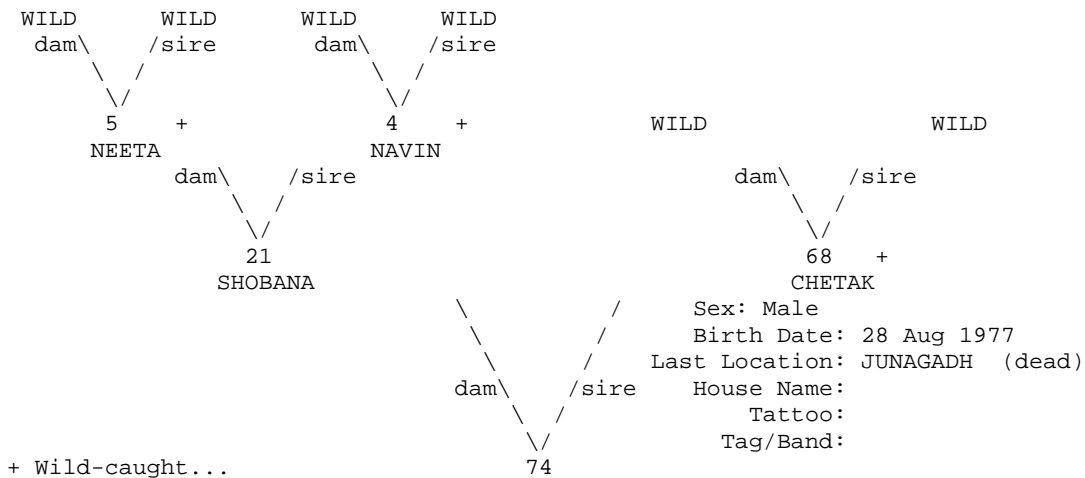 WILD WILD WILD WILD
dam\ /sire dam\ /sire
\ / \ /
\/ \/
5 + 4 + WILD WILD
NEETA NAVIN
dam\ /sire dam\ /sire
\ / \ /
\/ \/
21 68 +
SHOBANA CHETAK
\ / Sex: Male
\ / Birth Date: 28 Aug 1977
\ / Last Location: JUNAGADH (dead)
dam\ /sire House Name:
\ / Tattoo:
\/ Tag/Band:
+ Wild-caught... 74